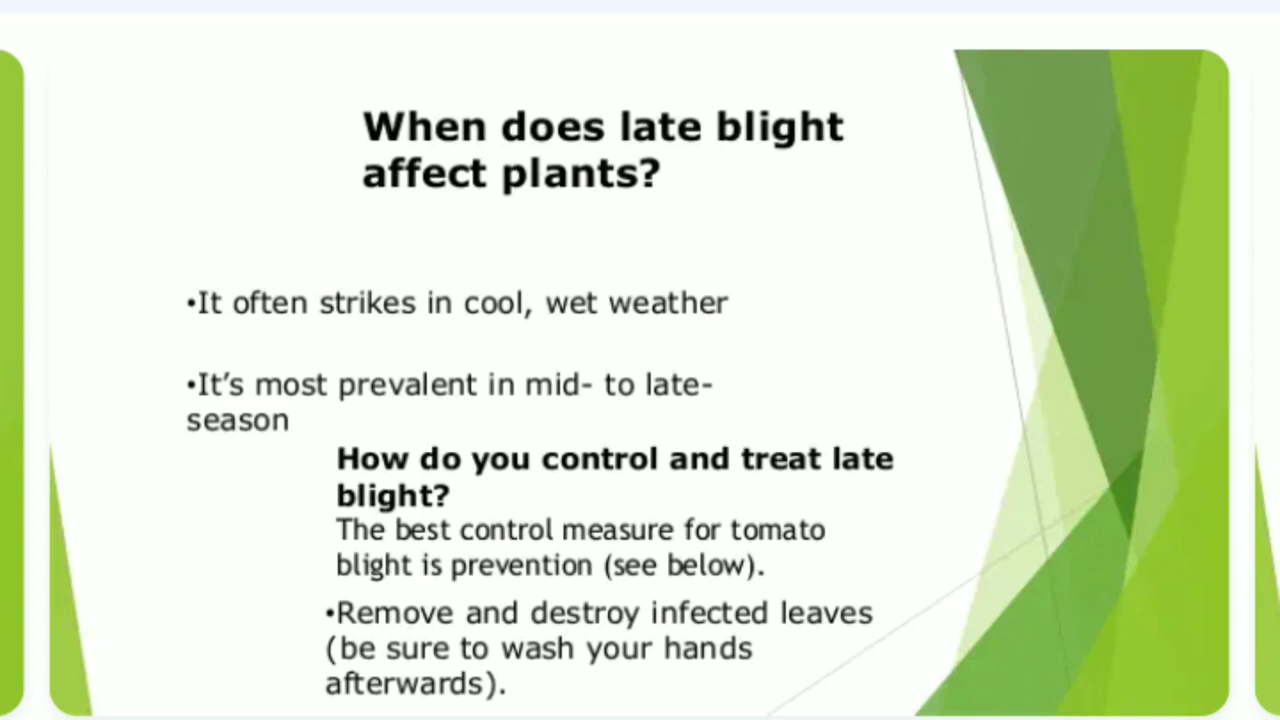 When does late blight
affect plants?
•It often strikes in cool, wet weather
•It’s most prevalent in mid- to late-
season
How do you control and treat late
blight?
The best control measure for tomato
blight is prevention (see below).
•Remove and destroy infected leaves
(be sure to wash your hands
afterwards).